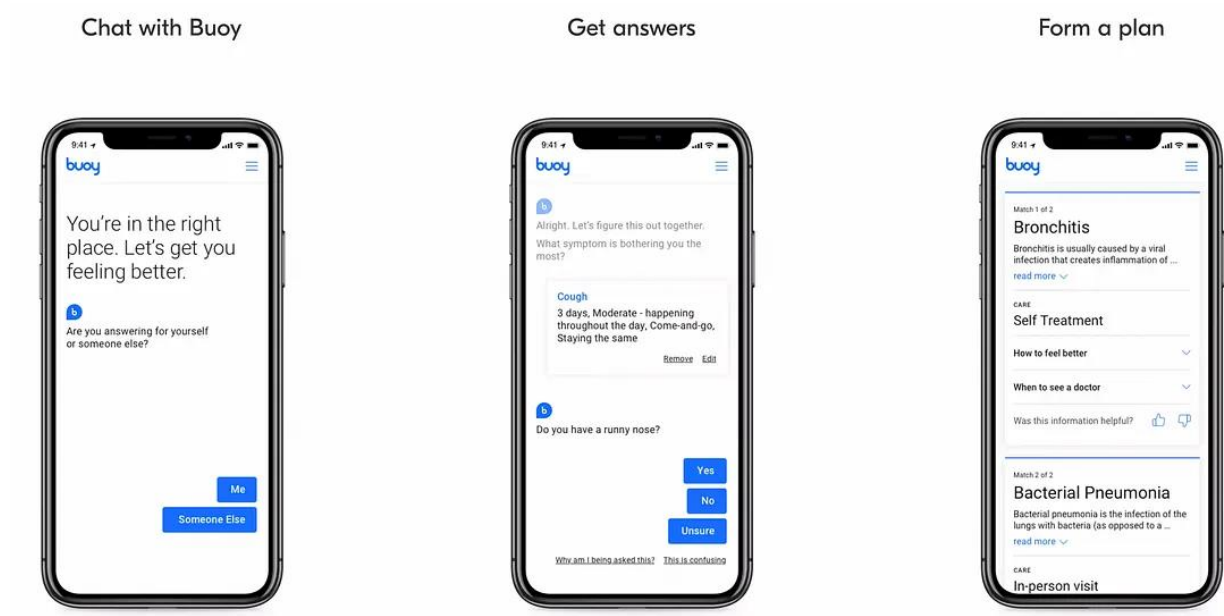 Chat with Buoy
Get answers
Form a plan
9:41
buoy
You're in the right
place. Let's get you
feeling better.
b
Are you answering for yourself
or someone else?
Me
Someone Else
9:41
buoy
b
Alright. Let's figure this out together.
What symptom is bothering you the
most?
Cough
3 days, Moderate - happening
throughout the day, Come-and-go,
Staying the same
Remove Edit
b
Do you have a runny nose?
Yes
No
Unsure
Why am I being asked this? This is confusing
9:41
buoy
Match 1 of 2
Bronchitis
Bronchitis is usually caused by a viral
infection that creates inflammation of ...
read more
CARE
Self Treatment
How to feel better
When to see a doctor
Was this information helpful?
Match 2 of 2
Bacterial Pneumonia
Bacterial pneumonia is the infection of the
lungs with bacteria (as opposed to a ...
read more
CARE
In-person visit